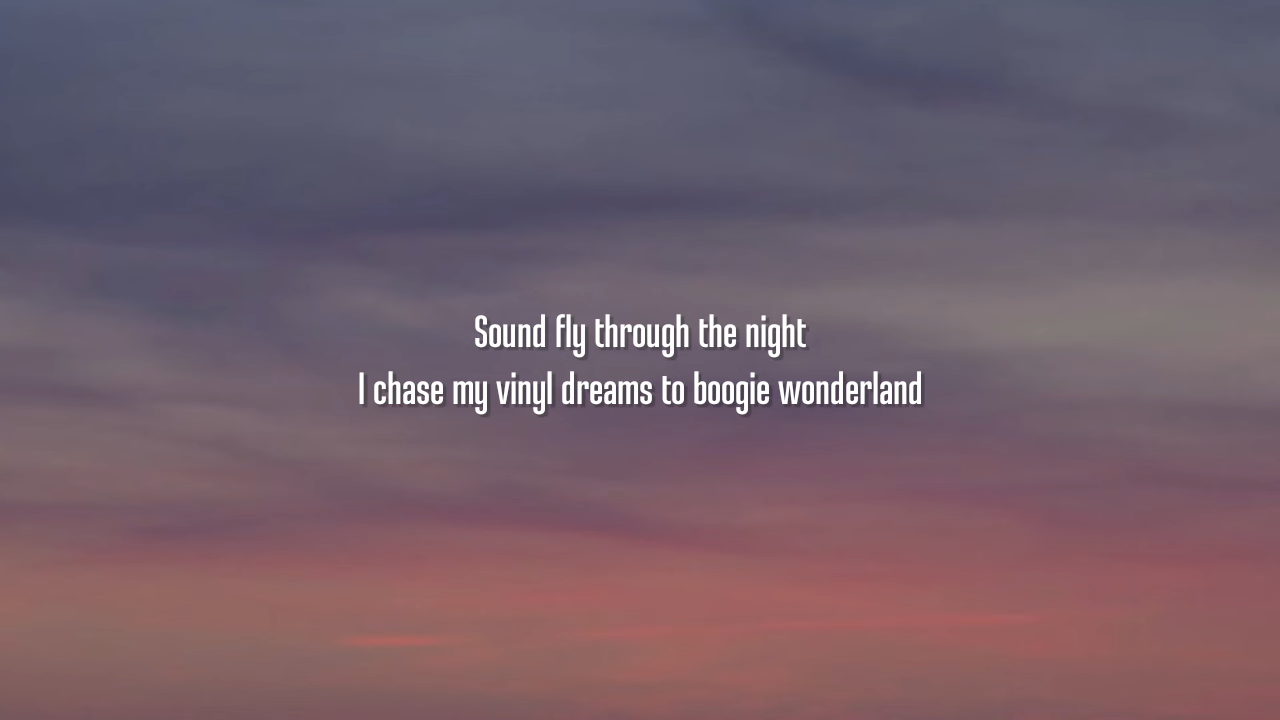 Sound fly through the night
I chase my vinyl dreams to boogie wonderland